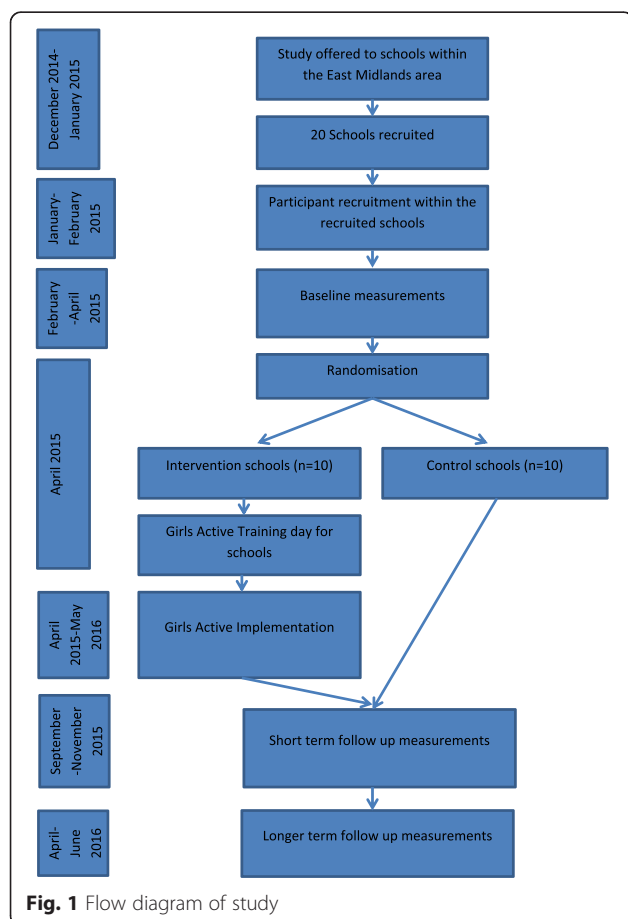 December 2014-
January 2015
Study offered to schools within
the East Midlands area
20 Schools recruited
January-
February
2015
Participant recruitment within the
recruited schools
February
-April
2015
Baseline measurements
Randomisation
April 2015
Intervention schools (n=10)
Control schools (n=10)
Girls Active Training day for
schools
April
2015-May
2016
Girls Active Implementation
September
-November
2015
Short term follow up measurements
April-
June
2016
Longer term follow up measurements
Fig. 1 Flow diagram of study